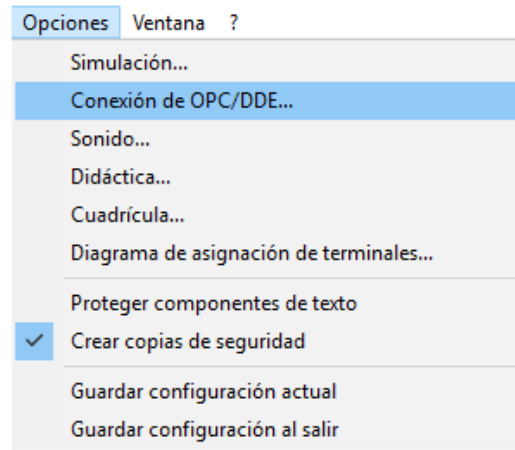 Opciones Ventana ?
Simulación...
Conexión de OPC/DDE...
Sonido...
Didáctica...
Cuadrícula...
Diagrama de asignación de terminales...
Proteger componentes de texto
Crear copias de seguridad
Guardar configuración actual
Guardar configuración al salir